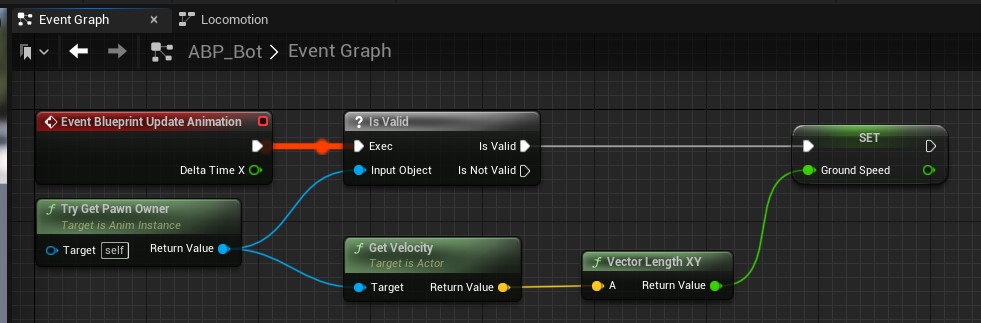 Event Graph
Locomotion
ABP_Bot > Event Graph
Event Blueprint Update Animation
Delta Time X
? Is Valid
Exec
Is Valid
Input Object
Is Not Valid
SET
Ground Speed
f Try Get Pawn Owner
Target is Anim Instance
Target self
Return Value
f Get Velocity
Target is Actor
Target
Return Value
f Vector Length XY
A
Return Value